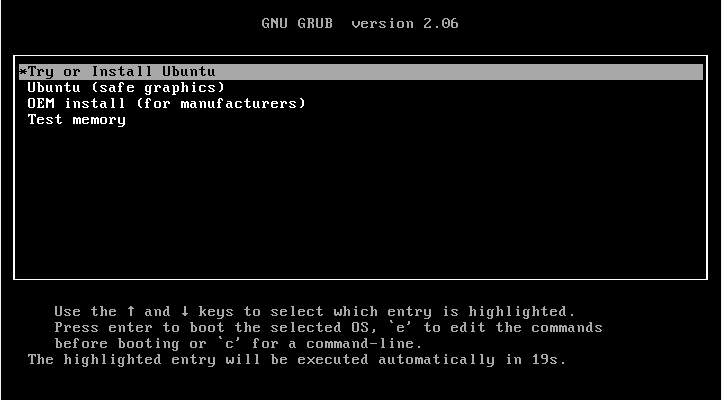 GNU GRUB  version 2.06
*Try or Install Ubuntu
Ubuntu (safe graphics)
OEM install (for manufacturers)
Test memory
Use the ↑ and ↓ keys to select which entry is highlighted.
Press enter to boot the selected OS, `e' to edit the commands
before booting or `c' for a command-line.
The highlighted entry will be executed automatically in 19s.